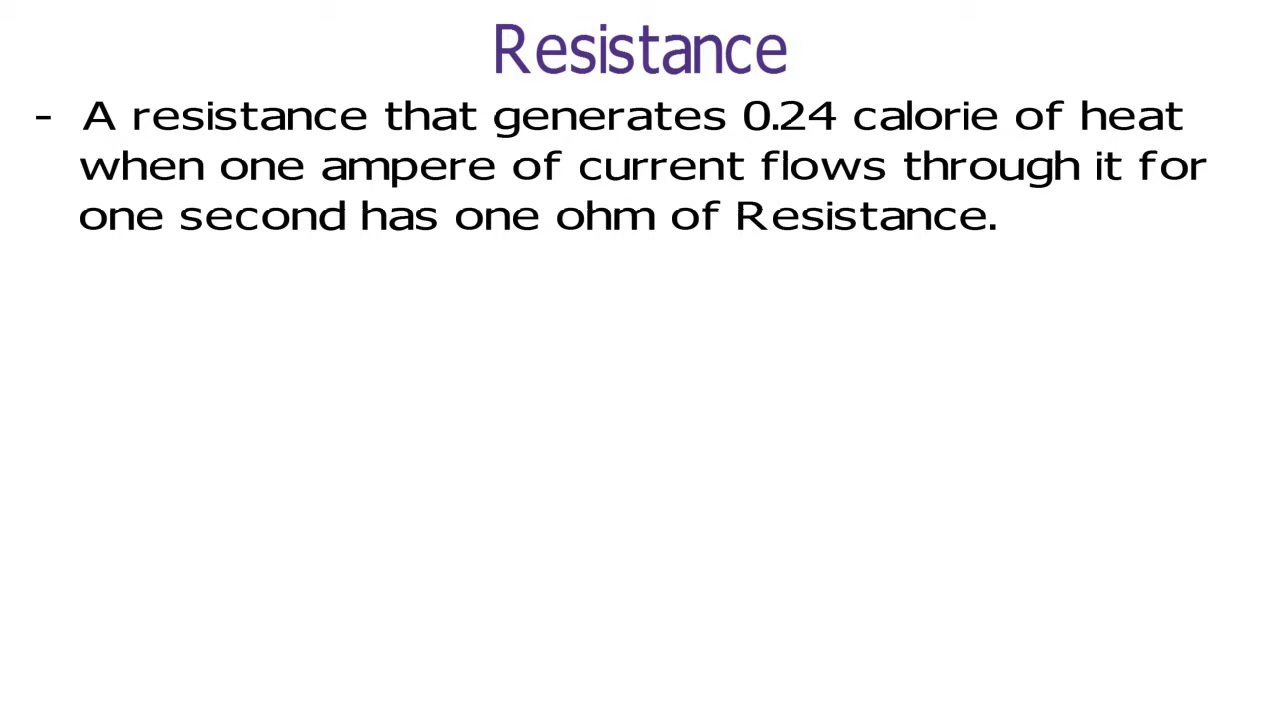 Resistance
- A resistance that generates 0.24 calorie of heat
when one ampere of current flows through it for
one second has one ohm of Resistance.